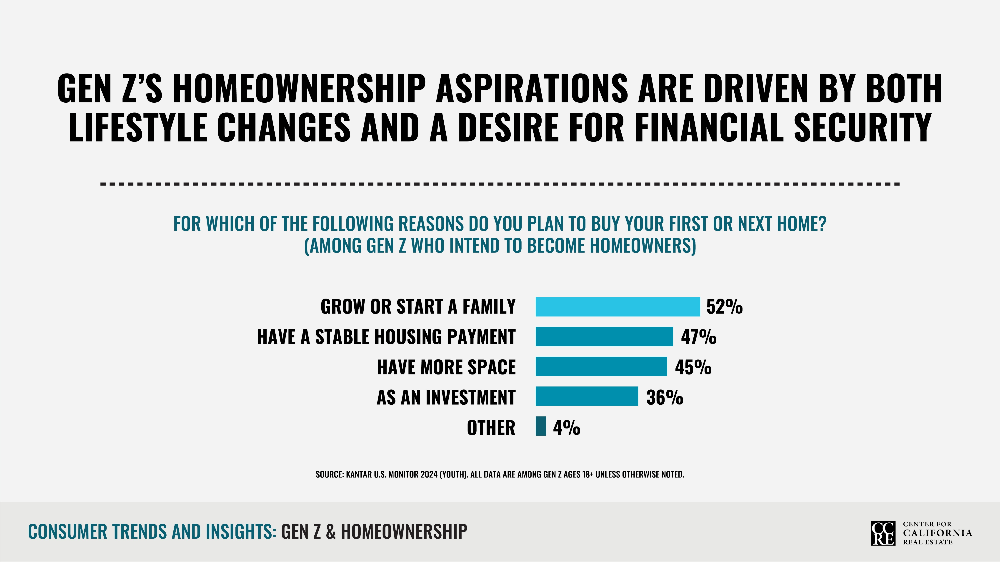 GEN Z’S HOMEOWNERSHIP ASPIRATIONS ARE DRIVEN BY BOTH
LIFESTYLE CHANGES AND A DESIRE FOR FINANCIAL SECURITY
FOR WHICH OF THE FOLLOWING REASONS DO YOU PLAN TO BUY YOUR FIRST OR NEXT HOME?
(AMONG GEN Z WHO INTEND TO BECOME HOMEOWNERS)
GROW OR START A FAMILY 52%
HAVE A STABLE HOUSING PAYMENT 47%
HAVE MORE SPACE 45%
AS AN INVESTMENT 36%
OTHER 4%
SOURCE: KANTAR U.S. MONITOR 2024 (YOUTH). ALL DATA ARE AMONG GEN Z AGES 18+ UNLESS OTHERWISE NOTED.
CONSUMER TRENDS AND INSIGHTS: GEN Z & HOMEOWNERSHIP
CC
RE
CENTER FOR
CALIFORNIA
REAL ESTATE